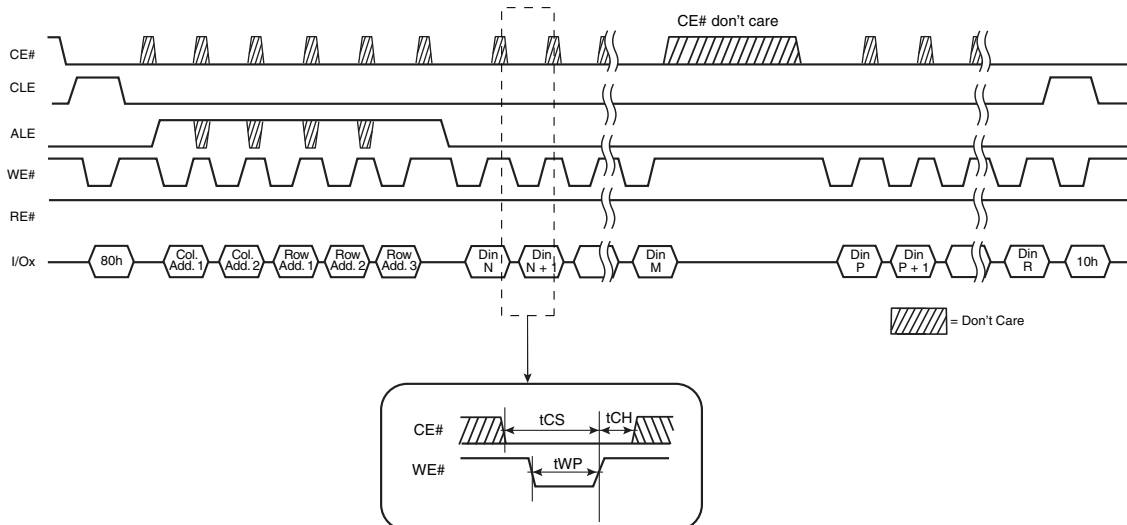 CE# don't care
CE#
CLE
ALE
WE#
RE#
I/Ox
80h
Col. Add. 1
Col. Add. 2
Row Add. 1
Row Add. 2
Row Add. 3
Din N
Din N + 1
Din M
Din P
Din P + 1
Din R
10h
= Don't Care
CE#
tCS
tCH
WE#
tWP